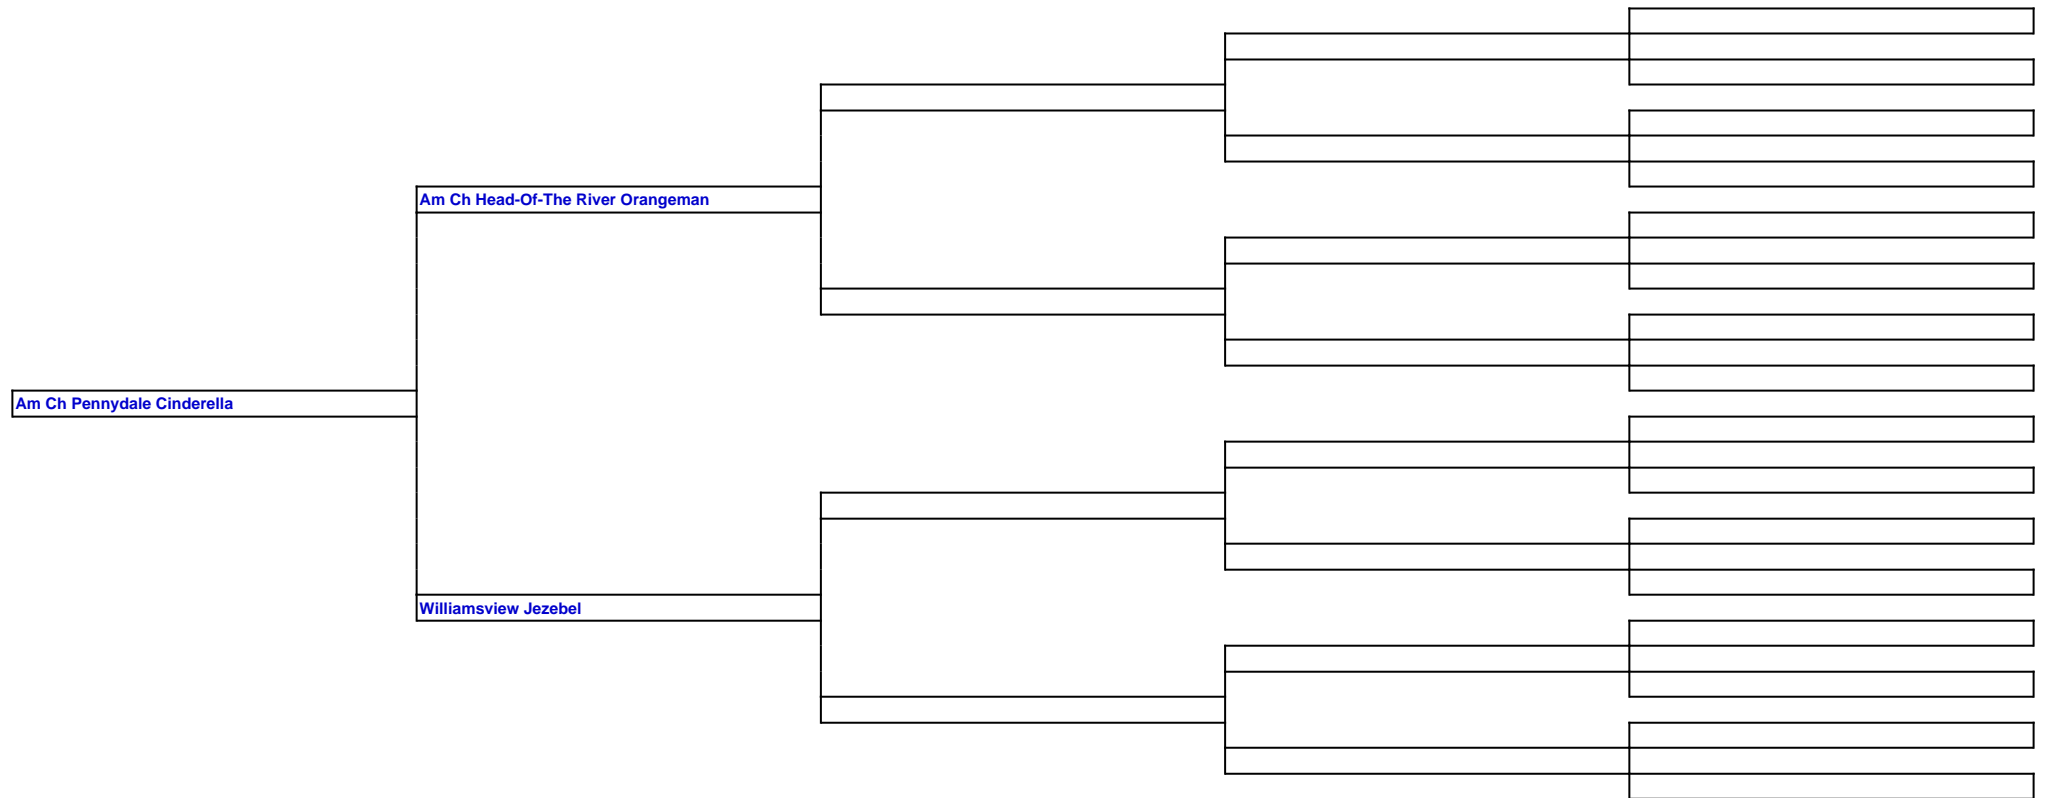 Am Ch Head-Of-The River Orangeman
Am Ch Pennydale Cinderella
Williamsview Jezebel